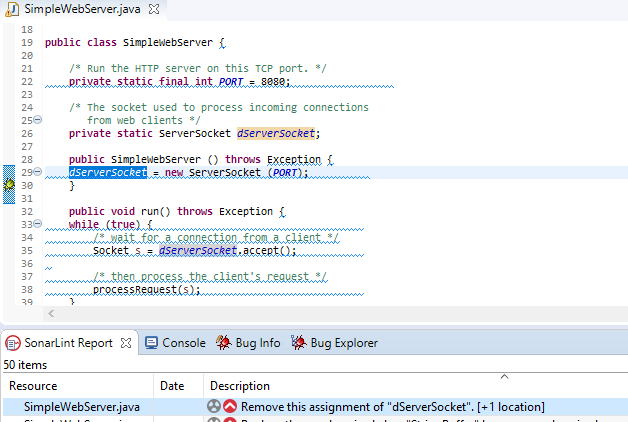 SimpleWebServer.java
18
19 public class SimpleWebServer {
20
21 /* Run the HTTP server on this TCP port. */
22 private static final int PORT = 8080;
23
24 /* The socket used to process incoming connections
25 from web clients */
26 private static ServerSocket dServerSocket;
27
28 public SimpleWebServer () throws Exception {
29 dServerSocket = new ServerSocket (PORT);
30 }
31
32 public void run() throws Exception {
33 while (true) {
34 /* wait for a connection from a client */
35 Socket s = dServerSocket.accept();
36
37 /* then process the client's request */
38 processRequest(s);
39 }
SonarLint Report Console Bug Info Bug Explorer
50 items
Resource Date Description
SimpleWebServer.java Remove this assignment of "dServerSocket". [+1 location]